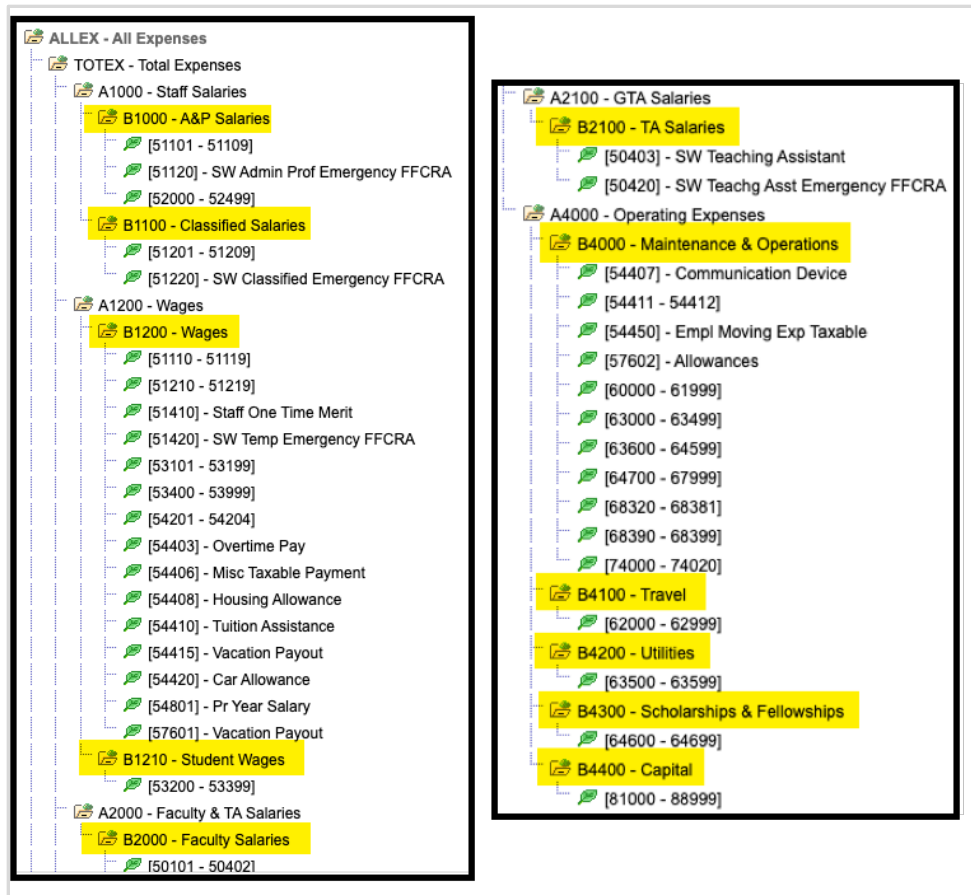 ALLEX - All Expenses
TOTEX - Total Expenses
A1000 - Staff Salaries
B1000 - A&P Salaries
[51101 - 51109]
[51120] - SW Admin Prof Emergency FFCRA
[52000 - 52499]
B1100 - Classified Salaries
[51201 - 51209]
[51220] - SW Classified Emergency FFCRA
A1200 - Wages
B1200 - Wages
[51110 - 51119]
[51210 - 51219]
[51410] - Staff One Time Merit
[51420] - SW Temp Emergency FFCRA
[53101 - 53199]
[53400 - 53999]
[54201 - 54204]
[54403] - Overtime Pay
[54406] - Misc Taxable Payment
[54408] - Housing Allowance
[54410] - Tuition Assistance
[54415] - Vacation Payout
[54420] - Car Allowance
[54801] - Pr Year Salary
[57601] - Vacation Payout
B1210 - Student Wages
[53200 - 53399]
A2000 - Faculty & TA Salaries
B2000 - Faculty Salaries
[50101 - 50402]
A2100 - GTA Salaries
B2100 - TA Salaries
[50403] - SW Teaching Assistant
[50420] - SW Teachg Asst Emergency FFCRA
A4000 - Operating Expenses
B4000 - Maintenance & Operations
[54407] - Communication Device
[54411 - 54412]
[54450] - Empl Moving Exp Taxable
[57602] - Allowances
[60000 - 61999]
[63000 - 63499]
[63600 - 64599]
[64700 - 67999]
[68320 - 68381]
[68390 - 68399]
[74000 - 74020]
B4100 - Travel
[62000 - 62999]
B4200 - Utilities
[63500 - 63599]
B4300 - Scholarships & Fellowships
[64600 - 64699]
B4400 - Capital
[81000 - 88999]